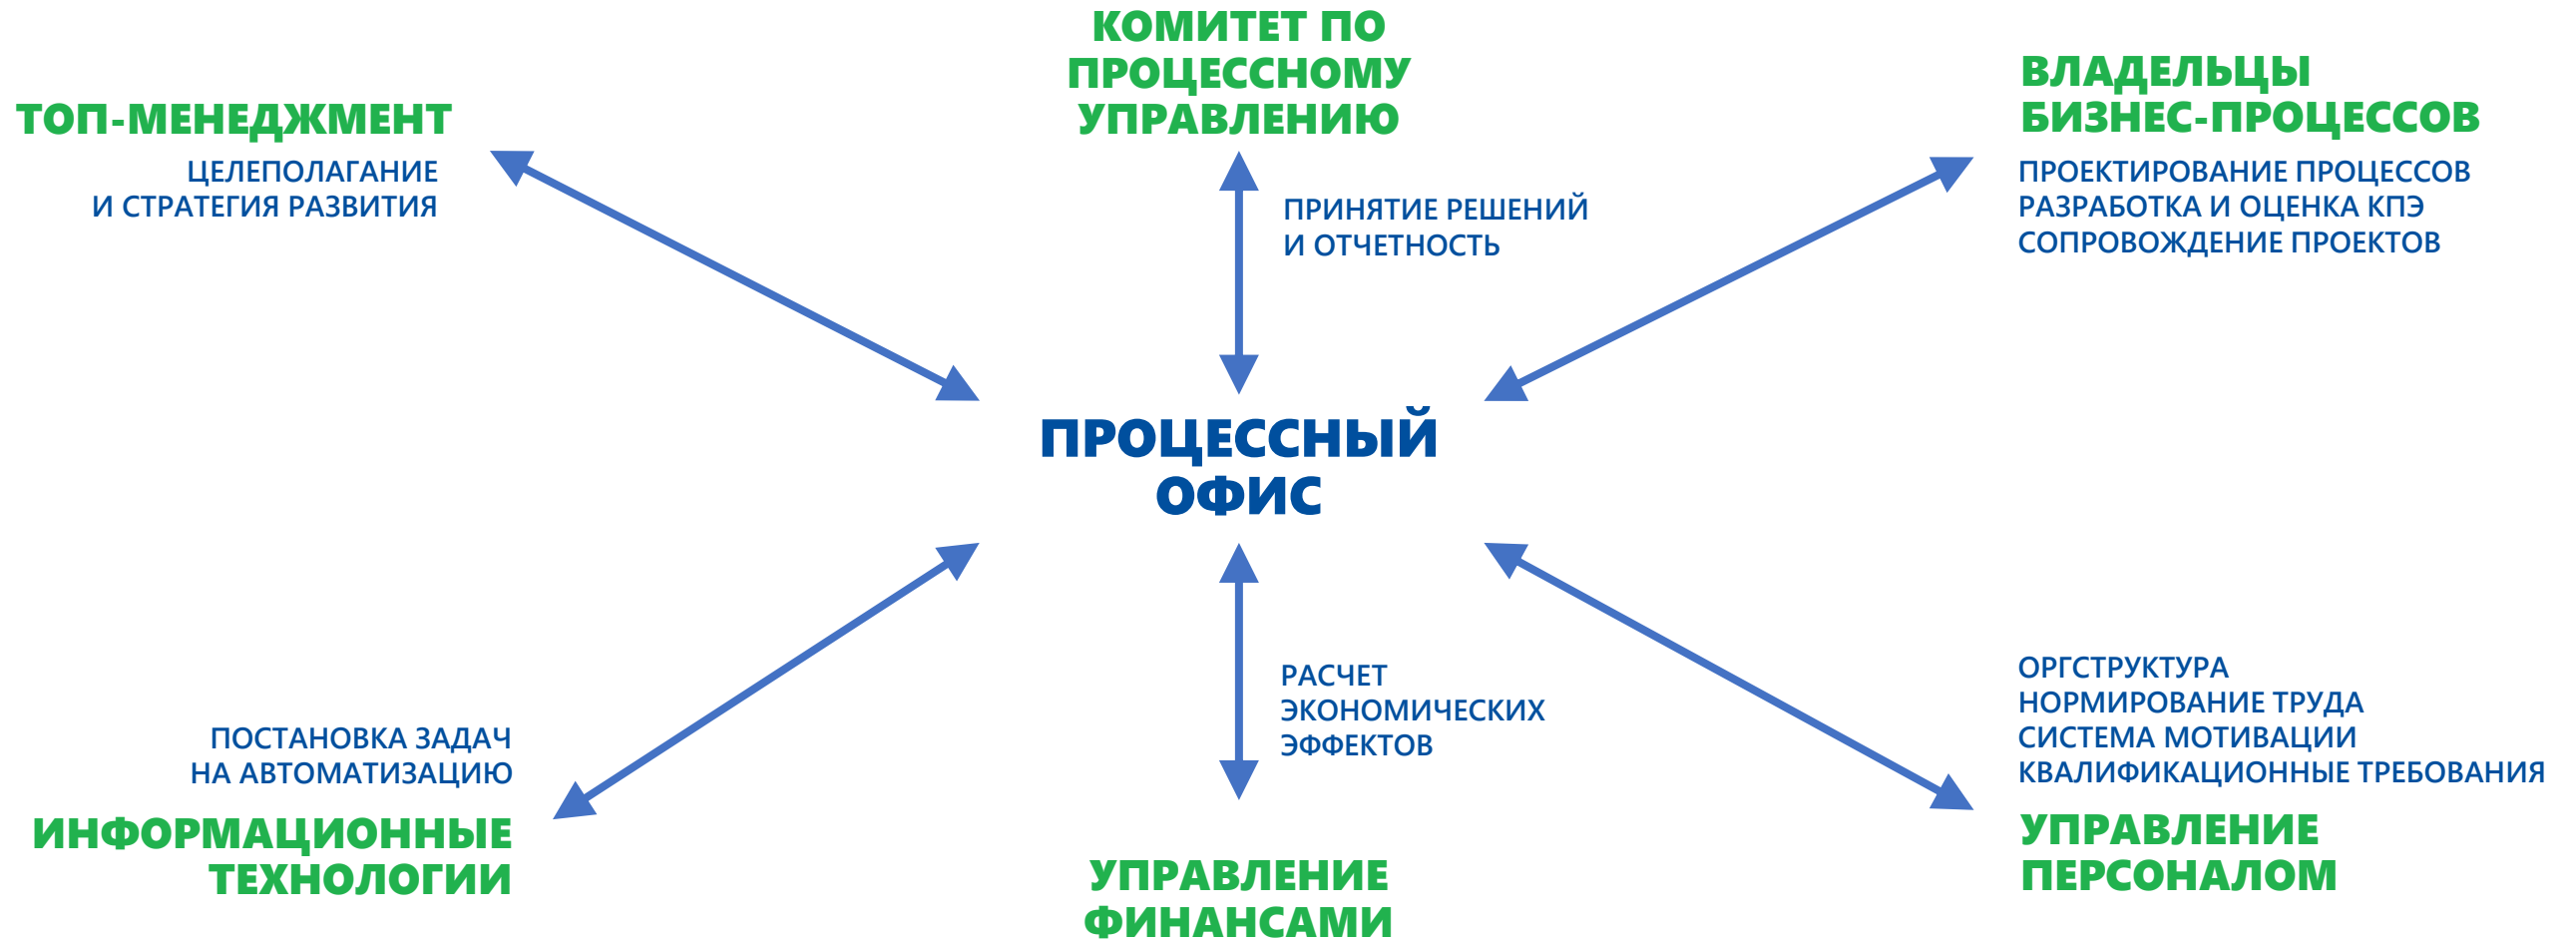 ТОП-МЕНЕДЖМЕНТ
ЦЕЛЕПОЛАГАНИЕ
И СТРАТЕГИЯ РАЗВИТИЯ
КОМИТЕТ ПО
ПРОЦЕССНОМУ
УПРАВЛЕНИЮ
ПРИНЯТИЕ РЕШЕНИЙ
И ОТЧЕТНОСТЬ
ВЛАДЕЛЬЦЫ
БИЗНЕС-ПРОЦЕССОВ
ПРОЕКТИРОВАНИЕ ПРОЦЕССОВ
РАЗРАБОТКА И ОЦЕНКА КПЭ
СОПРОВОЖДЕНИЕ ПРОЕКТОВ
ПРОЦЕССНЫЙ
ОФИС
ПОСТАНОВКА ЗАДАЧ
НА АВТОМАТИЗАЦИЮ
ИНФОРМАЦИОННЫЕ
ТЕХНОЛОГИИ
РАСЧЕТ
ЭКОНОМИЧЕСКИХ
ЭФФЕКТОВ
УПРАВЛЕНИЕ
ФИНАНСАМИ
ОРГСТРУКТУРА
НОРМИРОВАНИЕ ТРУДА
СИСТЕМА МОТИВАЦИИ
КВАЛИФИКАЦИОННЫЕ ТРЕБОВАНИЯ
УПРАВЛЕНИЕ
ПЕРСОНАЛОМ